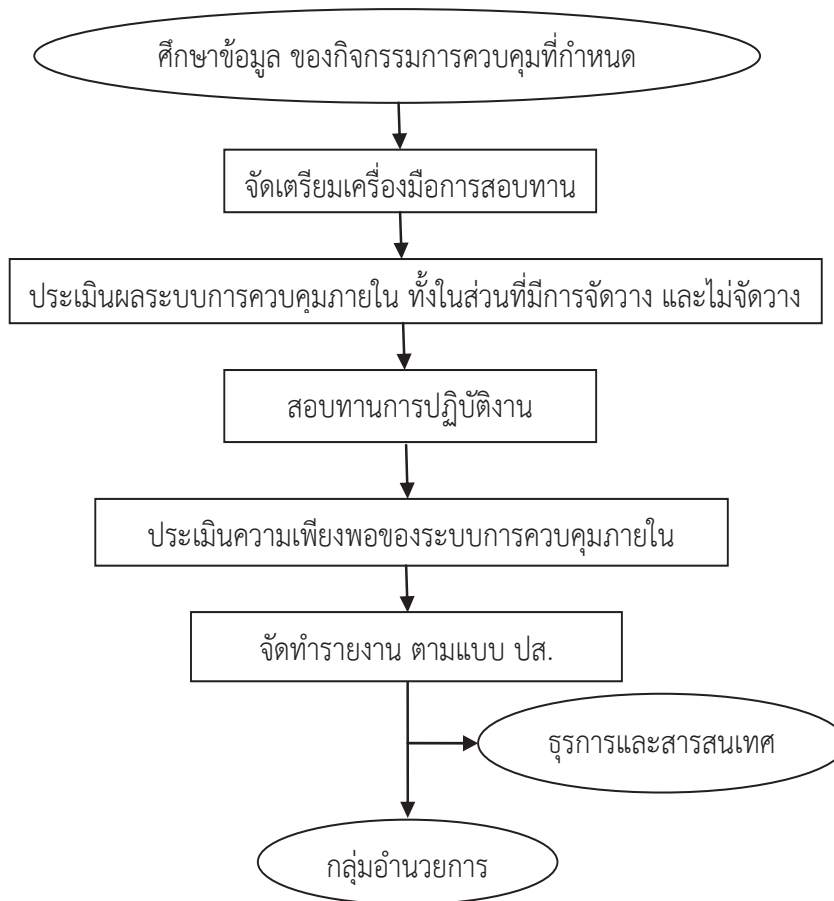 ศึกษาข้อมูล ของกิจกรรมการควบคุมที่กำหนด
จัดเตรียมเครื่องมือการสอบทาน
ประเมินผลระบบการควบคุมภายใน ทั้งในส่วนที่มีการจัดวาง และไม่จัดวาง
สอบทานการปฏิบัติงาน
ประเมินความเพียงพอของระบบการควบคุมภายใน
จัดทำรายงาน ตามแบบ ปส.
ธุรการและสารสนเทศ
กลุ่มอำนวยการ